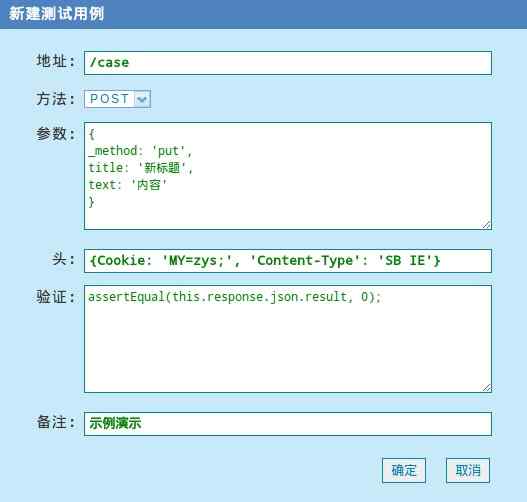 新建测试用例
地址: /case
方法: POST
参数: {
_method: 'put',
title: '新标题',
text: '内容'
}
头: {Cookie: 'MY=zys;', 'Content-Type': 'SB IE'}
验证: assertEqual(this.response.json.result, 0);
备注: 示例演示
确定 取消